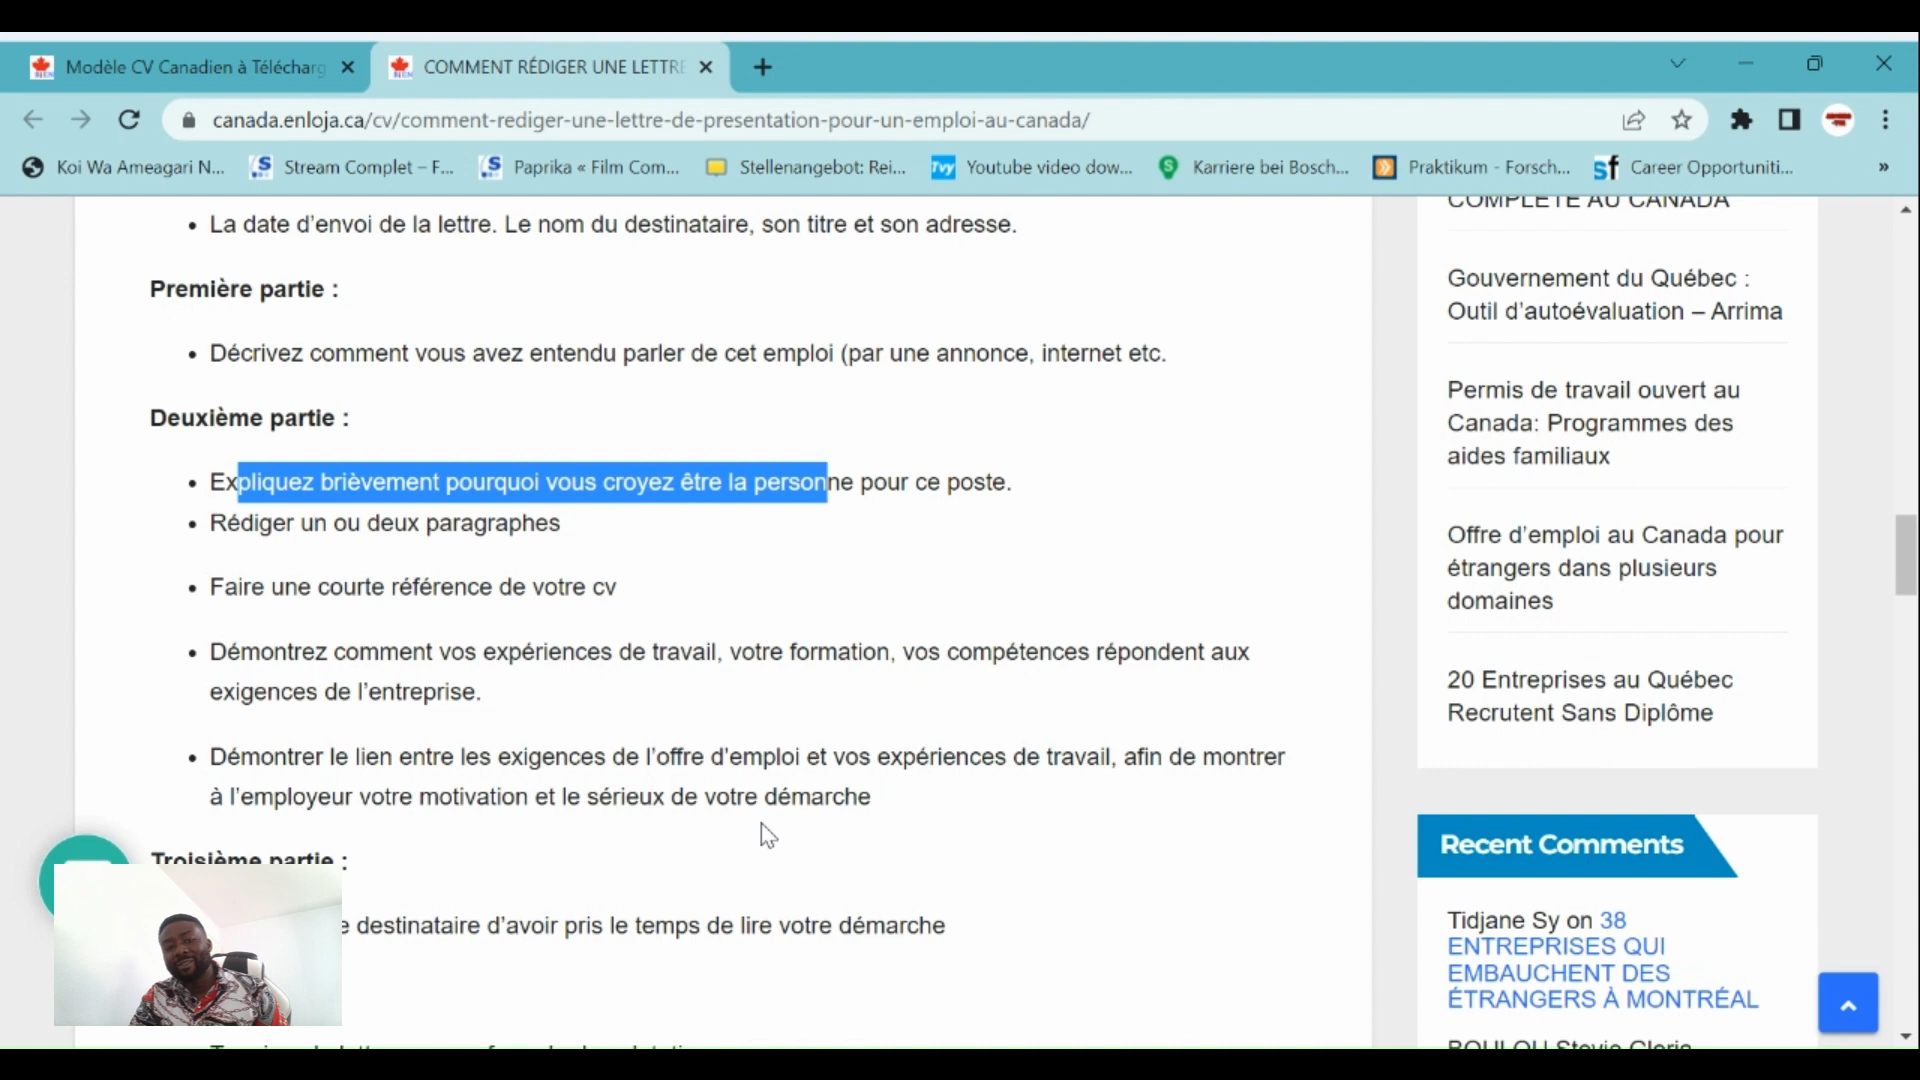 Modèle CV Canadien à Télécharg
COMMENT RÉDIGER UNE LETTRE
canada.enloja.ca/cv/comment-rediger-une-lettre-de-presentation-pour-un-emploi-au-canada/
Koi Wa Ameagari N...
Stream Complet – F...
Paprika « Film Com...
Stellenangebot: Rei...
Youtube video dow...
Karriere bei Bosch...
Praktikum - Forsch...
Career Opportuniti...
La date d’envoi de la lettre. Le nom du destinataire, son titre et son adresse.
Première partie :
Décrivez comment vous avez entendu parler de cet emploi (par une annonce, internet etc.
Deuxième partie :
Expliquez brièvement pourquoi vous croyez être la personne pour ce poste.
Rédiger un ou deux paragraphes
Faire une courte référence de votre cv
Démontrez comment vos expériences de travail, votre formation, vos compétences répondent aux
exigences de l’entreprise.
Démontrer le lien entre les exigences de l’offre d’emploi et vos expériences de travail, afin de montrer
à l’employeur votre motivation et le sérieux de votre démarche
Troisième partie :
destinataire d’avoir pris le temps de lire votre démarche
COMPLETE AU CANADA
Gouvernement du Québec :
Outil d’autoévaluation – Arrima
Permis de travail ouvert au
Canada: Programmes des
aides familiaux
Offre d’emploi au Canada pour
étrangers dans plusieurs
domaines
20 Entreprises au Québec
Recrutent Sans Diplôme
Recent Comments
Tidjane Sy on 38
ENTREPRISES QUI
EMBAUCHENT DES
ÉTRANGERS À MONTRÉAL